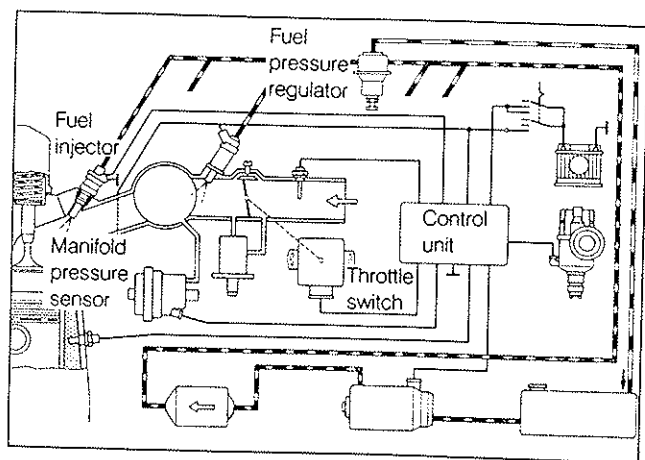 Fuel
pressure
regulator
Fuel
injector
Manifold
pressure
sensor
Throttle
switch
Control
unit